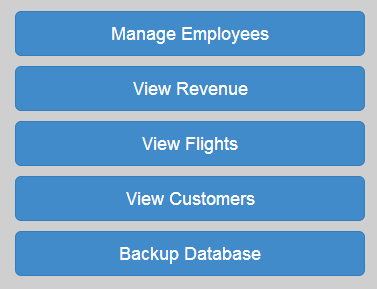 Manage Employees
View Revenue
View Flights
View Customers
Backup Database